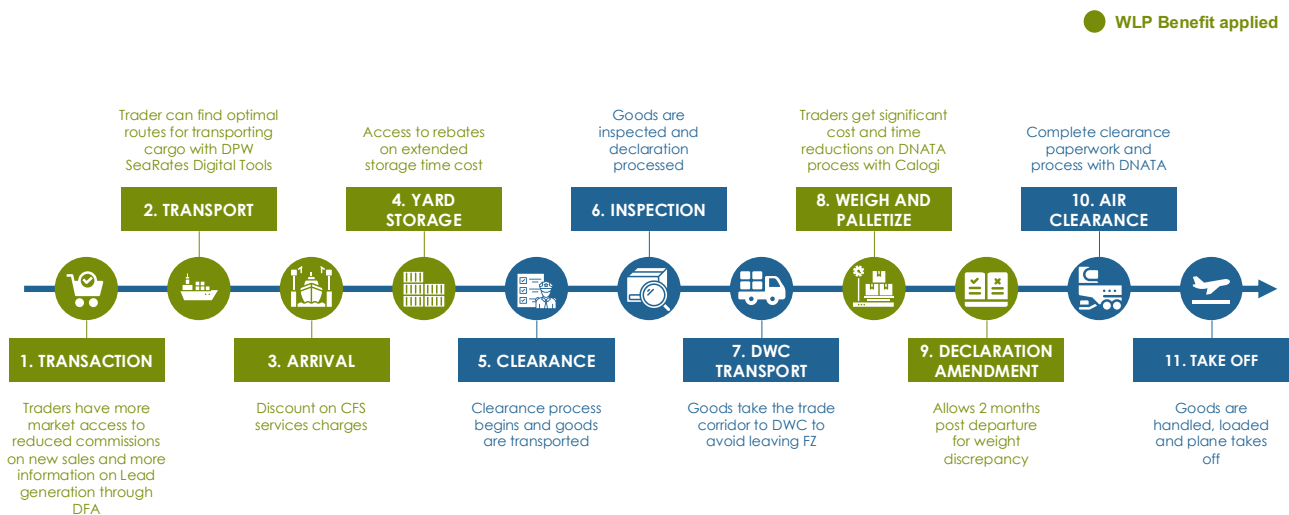 WLP Benefit applied
Trader can find optimal
routes for transporting
cargo with DPW
SeaRates Digital Tools
Access to rebates
on extended
storage time cost
Goods are
inspected and
declaration
processed
Traders get significant
cost and time
reductions on DNATA
process with Calogi
Complete clearance
paperwork and
process with DNATA
2. TRANSPORT
4. YARD
STORAGE
6. INSPECTION
8. WEIGH AND
PALLETIZE
10. AIR
CLEARANCE
1. TRANSACTION
3. ARRIVAL
5. CLEARANCE
7. DWC
TRANSPORT
9. DECLARATION
AMENDMENT
11. TAKE OFF
Traders have more
market access to
reduced commissions
on new sales and more
information on Lead
generation through
DFA
Discount on CFS
services charges
Clearance process
begins and goods
are transported
Goods take the trade
corridor to DWC to
avoid leaving FZ
Allows 2 months
post departure
for weight
discrepancy
Goods are
handled, loaded
and plane takes
off